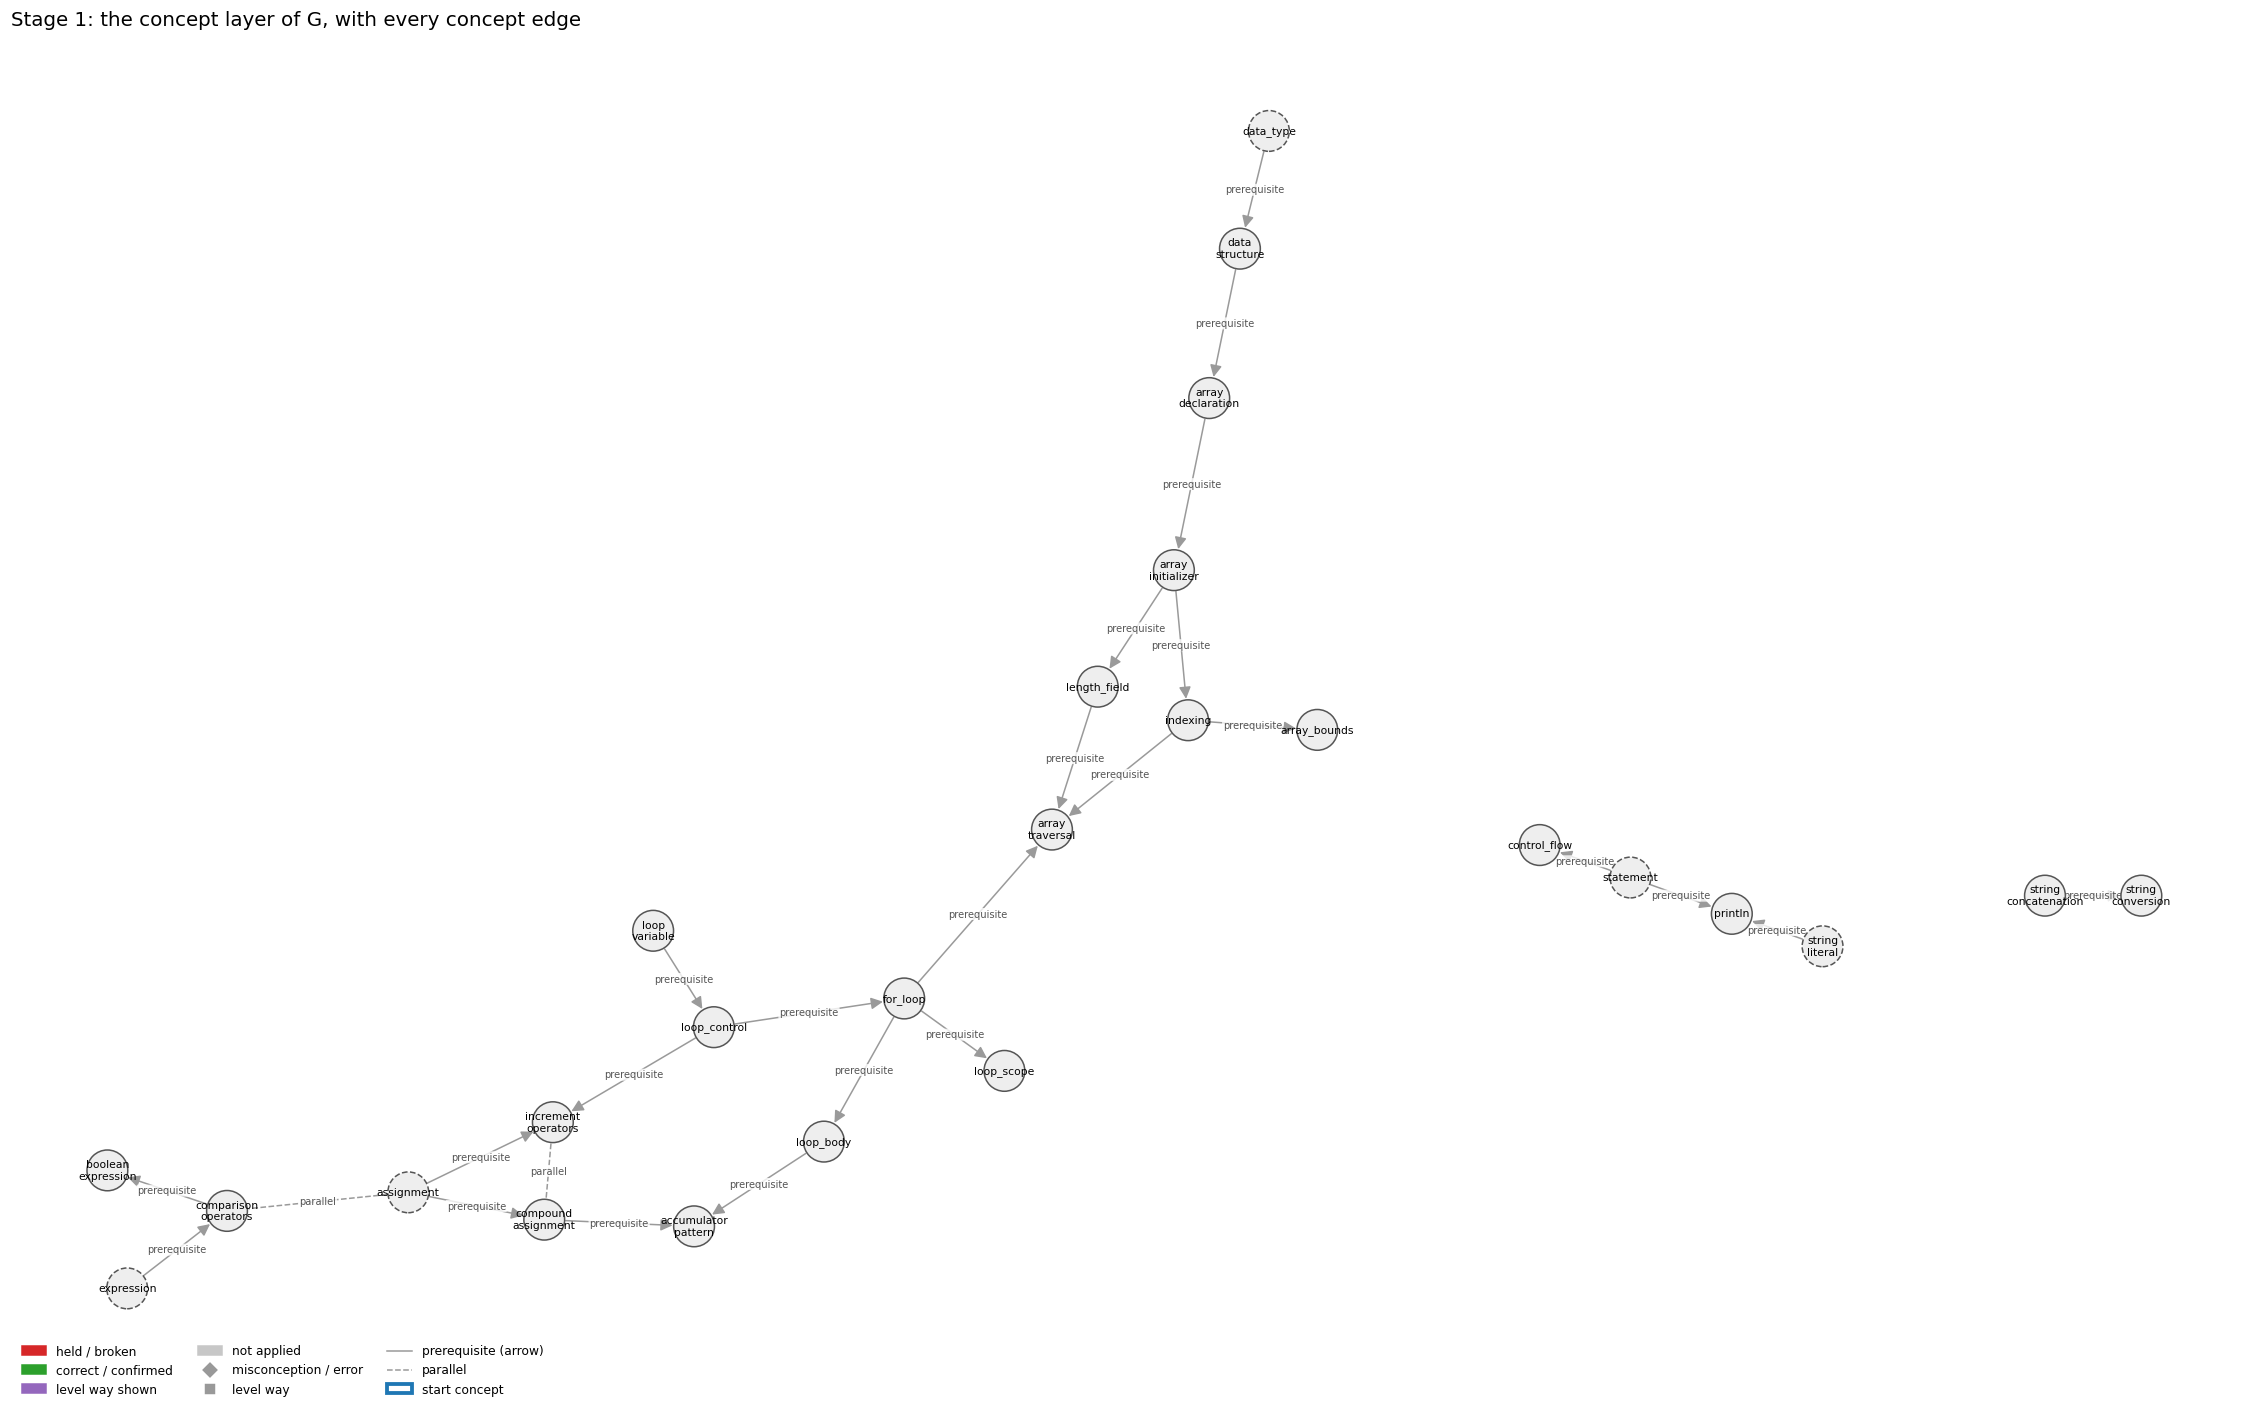 Stage 1: the concept layer of G, with every concept edge
data_type
prerequisite
data
structure
prerequisite
array
declaration
prerequisite
array
initializer
prerequisite
prerequisite
length_field
indexing
prerequisite
array_bounds
prerequisite
prerequisite
array
traversal
control_flow
prerequisite
statement
prerequisite
println
prerequisite
string
literal
string
concatenation
prerequisite
string
conversion
prerequisite
loop
variable
prerequisite
for_loop
prerequisite
loop_control
prerequisite
loop_scope
prerequisite
prerequisite
increment
operators
loop_body
prerequisite
boolean
expression
parallel
prerequisite
prerequisite
assignment
parallel
comparison
operators
prerequisite
compound
assignment
prerequisite
accumulator
pattern
prerequisite
expression
held / broken
correct / confirmed
level way shown
not applied
misconception / error
level way
prerequisite (arrow)
parallel
start concept